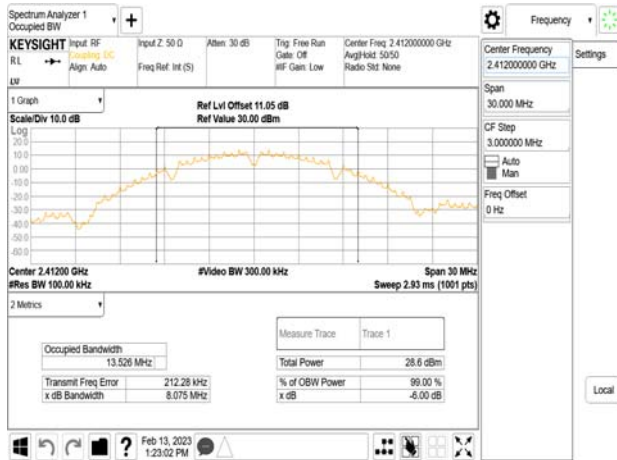 Spectrum Analyzer 1
Occupied BW
Frequency
KEYSIGHT
RL
Input: RF
Coupling: DC
Align: Auto
Input Z: 50 Ω
Freq Ref: Int (S)
Atten: 30 dB
Trig: Free Run
Gate: Off
#IF Gain: Low
Center Freq: 2.412000000 GHz
Avg|Hold: 50/50
Radio Std: None
Center Frequency
2.412000000 GHz
Settings
Span
30.000 MHz
CF Step
3.000000 MHz
Auto
Man
Freq Offset
0 Hz
Local
1 Graph
Scale/Div 10.0 dB
Ref Lvl Offset 11.05 dB
Ref Value 30.00 dBm
Log
20.0
10.0
0.00
-10.0
-20.0
-30.0
-40.0
-50.0
-60.0
Center 2.41200 GHz
#Res BW 100.00 kHz
#Video BW 300.00 kHz
Span 30 MHz
Sweep 2.93 ms (1001 pts)
2 Metrics
Measure Trace
Trace 1
Occupied Bandwidth
13.526 MHz
Total Power
28.6 dBm
Transmit Freq Error
212.28 kHz
% of OBW Power
99.00 %
x dB Bandwidth
8.075 MHz
x dB
-6.00 dB
?
Feb 13, 2023
1:23:02 PM